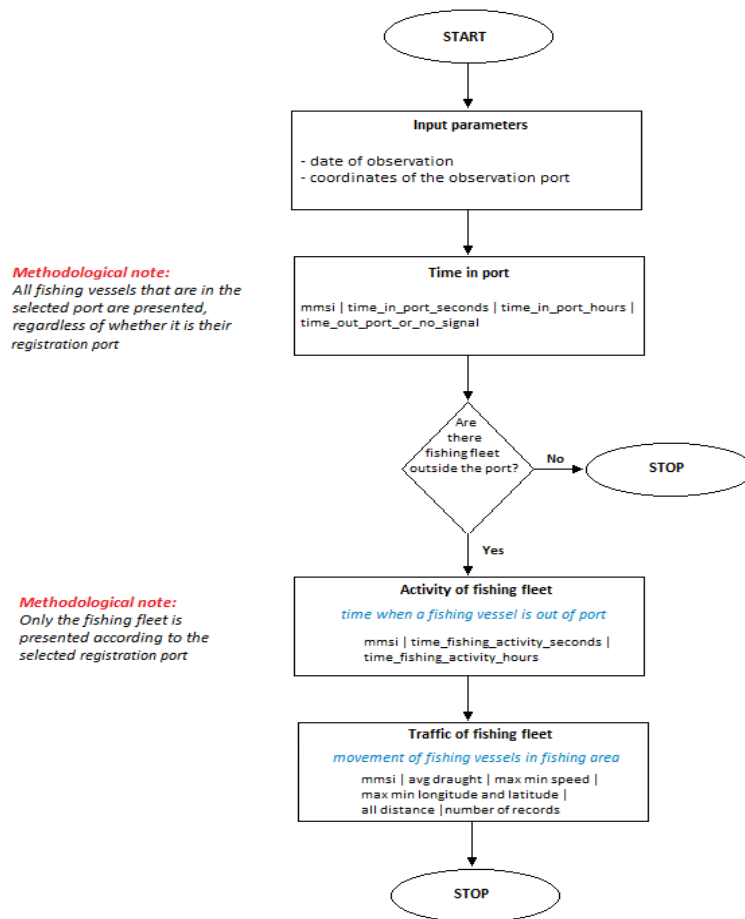 START
Input parameters
- date of observation
- coordinates of the observation port
Methodological note:
All fishing vessels that are in the
selected port are presented,
regardless of whether it is their
registration port
Time in port
mmsi | time_in_port_seconds | time_in_port_hours |
time_out_port_or_no_signal
Are
there
fishing fleet
outside the port?
No
STOP
Yes
Methodological note:
Only the fishing fleet is
presented according to the
selected registration port
Activity of fishing fleet
time when a fishing vessel is out of port
mmsi | time_fishing_activity_seconds |
time_fishing_activity_hours
Traffic of fishing fleet
movement of fishing vessels in fishing area
mmsi | avg draught | max min speed |
max min longitude and latitude |
all distance |number of records
STOP